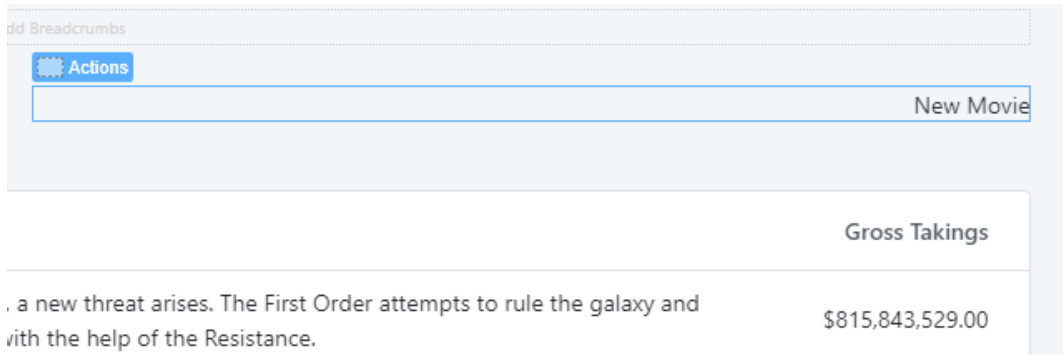 Breadcrumbs
Actions
New Movie
Gross Takings
, a new threat arises. The First Order attempts to rule the galaxy and
with the help of the Resistance.
$815,843,529.00